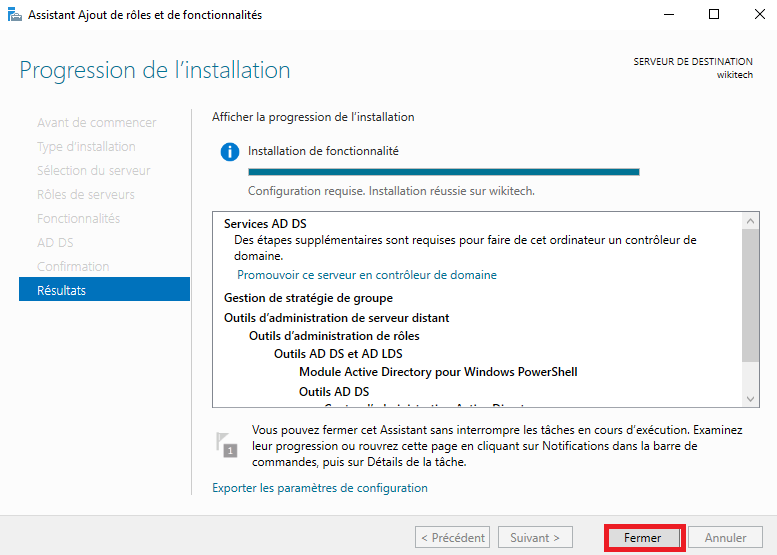 Assistant Ajout de rôles et de fonctionnalités
Progression de l'installation
SERVEUR DE DESTINATION
wikitech
Avant de commencer
Type d'installation
Sélection du serveur
Rôles de serveurs
Fonctionnalités
AD DS
Confirmation
Résultats
Afficher la progression de l'installation
Installation de fonctionnalité
Configuration requise. Installation réussie sur wikitech.
Services AD DS
Des étapes supplémentaires sont requises pour faire de cet ordinateur un contrôleur de
domaine.
Promouvoir ce serveur en contrôleur de domaine
Gestion de stratégie de groupe
Outils d'administration de serveur distant
Outils d'administration de rôles
Outils AD DS et AD LDS
Module Active Directory pour Windows PowerShell
Outils AD DS
1
Vous pouvez fermer cet Assistant sans interrompre les tâches en cours d'exécution. Examinez
leur progression ou rouvrez cette page en cliquant sur Notifications dans la barre de
commandes, puis sur Détails de la tâche.
Exporter les paramètres de configuration
< Précédent
Suivant >
Fermer
Annuler